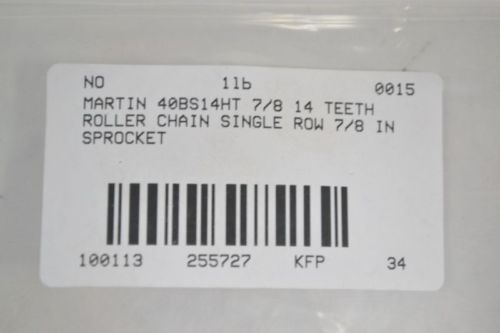 NO 1lb 0015
MARTIN 40BS14HT 7/8 14 TEETH
ROLLER CHAIN SINGLE ROW 7/8 IN
SPROCKET
100113 255727 KFP 34